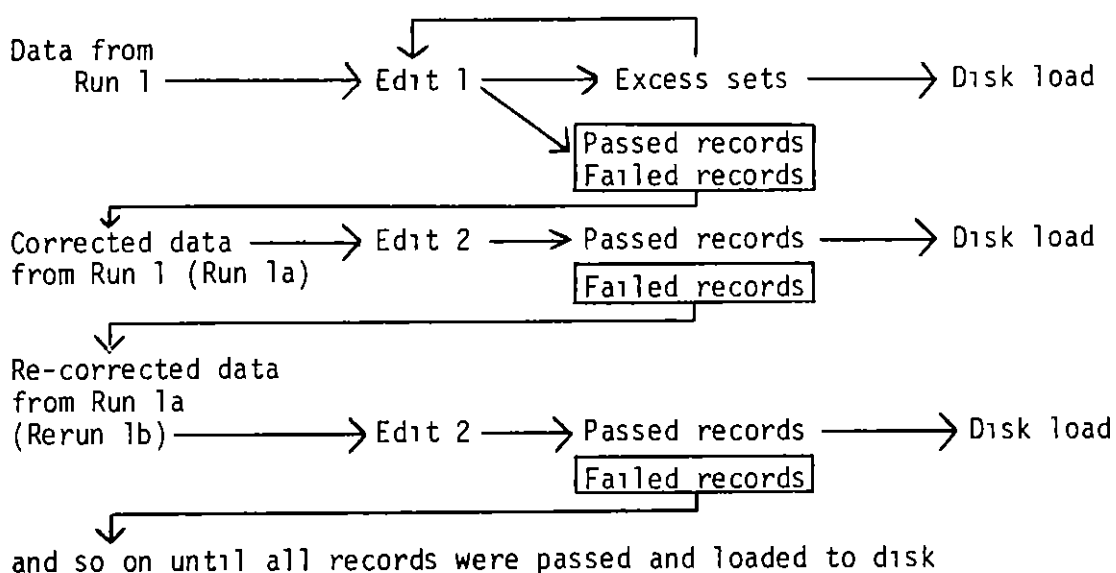 Data from
Run 1 Edit 1 Excess sets Disk load
Passed records
Failed records
Corrected data Edit 2 Passed records Disk load
from Run 1 (Run 1a)
Failed records
Re-corrected data
from Run 1a
(Rerun 1b) Edit 2 Passed records Disk load
Failed records
and so on until all records were passed and loaded to disk